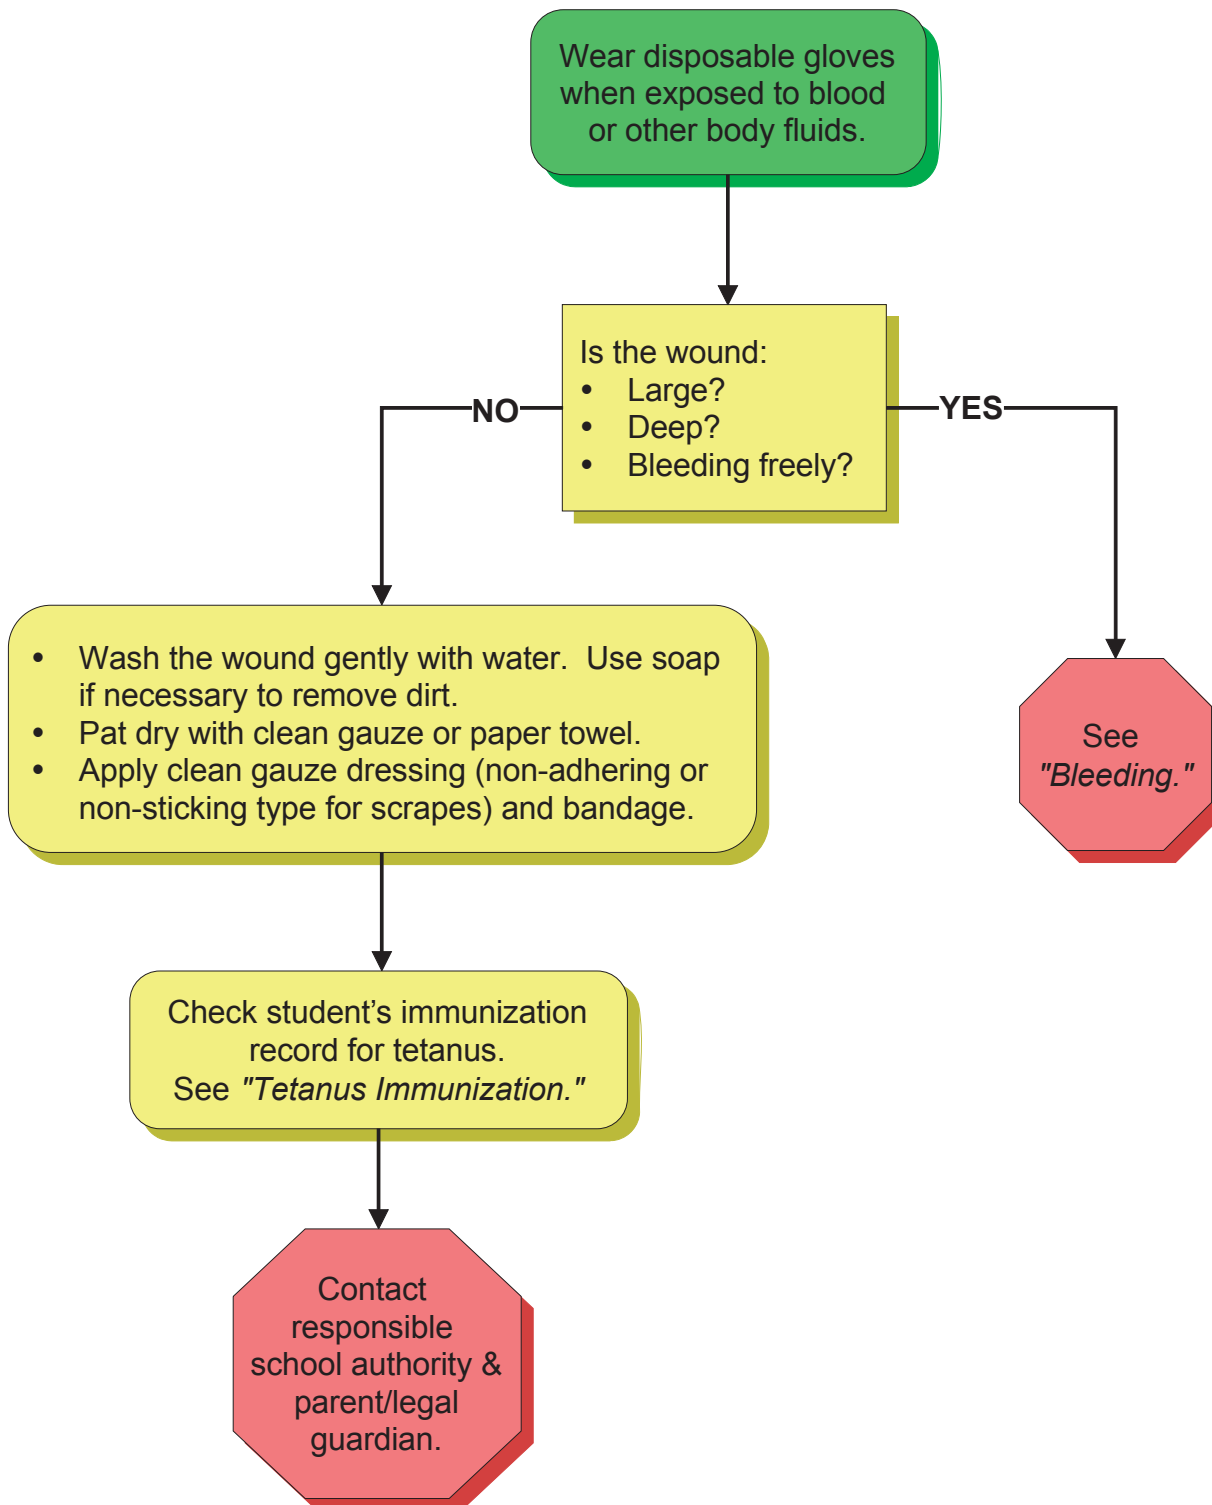 Wear disposable gloves
when exposed to blood
or other body fluids.
Is the wound:
• Large?
• Deep?
• Bleeding freely?
NO
YES
• Wash the wound gently with water.  Use soap
if necessary to remove dirt.
• Pat dry with clean gauze or paper towel.
• Apply clean gauze dressing (non-adhering or
non-sticking type for scrapes) and bandage.
See
"Bleeding."
Check student’s immunization
record for tetanus.
See "Tetanus Immunization."
Contact
responsible
school authority &
parent/legal
guardian.